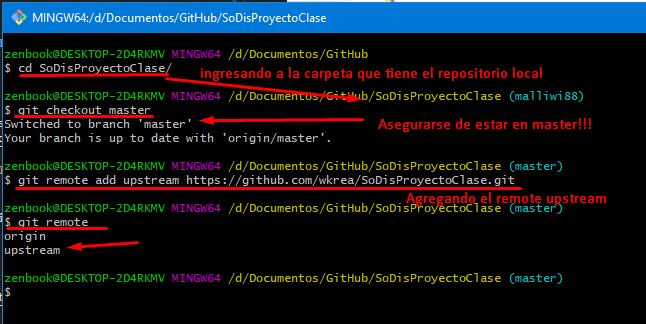 MINGW64:/d/Documentos/GitHub/SoDisProyectoClase
zenbook@DESKTOP-2D4RKMV MINGW64 /d/Documentos/GitHub
$ cd SoDisProyectoClase/
ingresando a la carpeta que tiene el repositorio local
zenbook@DESKTOP-2D4RKMV MINGW64 /d/Documentos/GitHub/SoDisProyectoClase (malliwi88)
$ git checkout master
Switched to branch 'master'
Asegurarse de estar en master!!!
Your branch is up to date with 'origin/master'.
zenbook@DESKTOP-2D4RKMV MINGW64 /d/Documentos/GitHub/SoDisProyectoClase (master)
$ git remote add upstream https://github.com/wkrea/SoDisProyectoClase.git
Agregando el remote upstream
zenbook@DESKTOP-2D4RKMV MINGW64 /d/Documentos/GitHub/SoDisProyectoClase (master)
$ git remote
origin
upstream
zenbook@DESKTOP-2D4RKMV MINGW64 /d/Documentos/GitHub/SoDisProyectoClase (master)
$